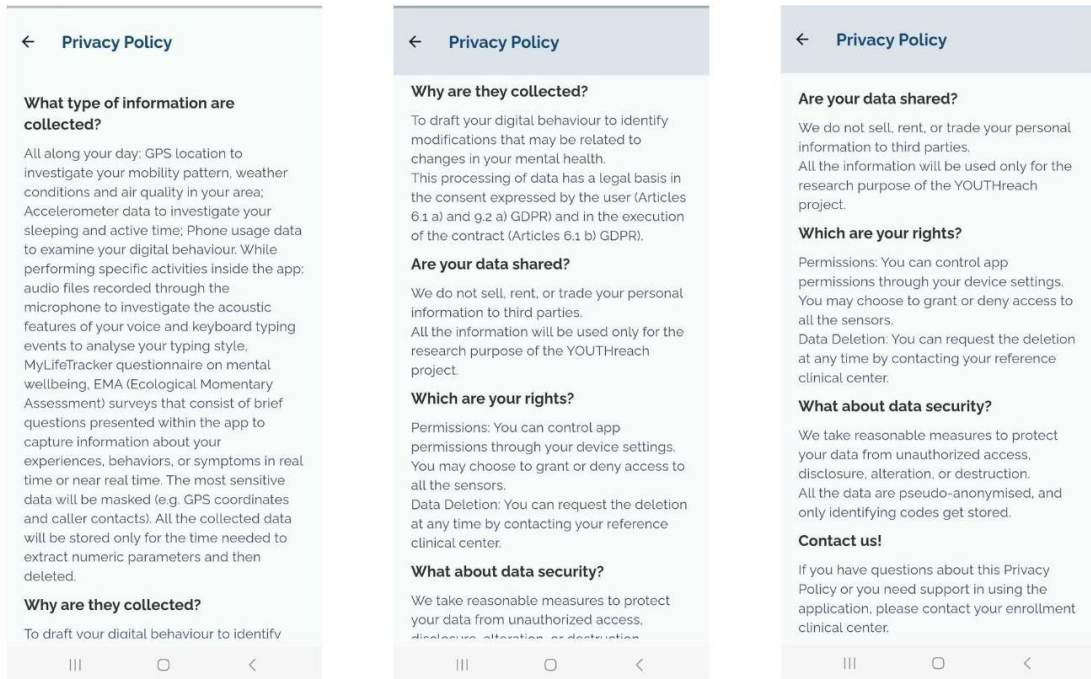 Privacy Policy
What type of information are
collected?
All along your day: GPS location to
investigate your mobility pattern, weather
conditions and air quality in your area;
Accelerometer data to investigate your
sleeping and active time; Phone usage data
to examine your digital behaviour. While
performing specific activities inside the app:
audio files recorded through the
microphone to investigate the acoustic
features of your voice and keyboard typing
events to analyse your typing style,
MyLifeTracker questionnaire on mental
wellbeing, EMA (Ecological Momentary
Assessment) surveys that consist of brief
questions presented within the app to
capture information about your
experiences, behaviors, or symptoms in real
time or near real time. The most sensitive
data will be masked (e.g. GPS coordinates
and caller contacts). All the collected data
will be stored only for the time needed to
extract numeric parameters and then
deleted.
Why are they collected?
To draft your digital behaviour to identify
Privacy Policy
Why are they collected?
To draft your digital behaviour to identify
modifications that may be related to
changes in your mental health.
This processing of data has a legal basis in
the consent expressed by the user (Articles
6.1 a) and 9.2 a) GDPR) and in the execution
of the contract (Articles 6.1 b) GDPR).
Are your data shared?
We do not sell, rent, or trade your personal
information to third parties.
All the information will be used only for the
research purpose of the YOUTHreach
project.
Which are your rights?
Permissions: You can control app
permissions through your device settings.
You may choose to grant or deny access to
all the sensors.
Data Deletion: You can request the deletion
at any time by contacting your reference
clinical center.
What about data security?
We take reasonable measures to protect
your data from unauthorized access,
disclosure, alteration, or destruction.
Privacy Policy
Are your data shared?
We do not sell, rent, or trade your personal
information to third parties.
All the information will be used only for the
research purpose of the YOUTHreach
project.
Which are your rights?
Permissions: You can control app
permissions through your device settings.
You may choose to grant or deny access to
all the sensors.
Data Deletion: You can request the deletion
at any time by contacting your reference
clinical center.
What about data security?
We take reasonable measures to protect
your data from unauthorized access,
disclosure, alteration, or destruction.
All the data are pseudo-anonymised, and
only identifying codes get stored.
Contact us!
If you have questions about this Privacy
Policy or you need support in using the
application, please contact your enrollment
clinical center.